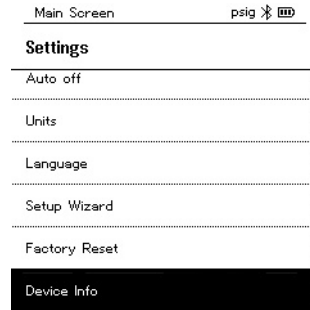 Main Screen psig
Settings
Auto off
Units
Language
Setup Wizard
Factory Reset
Device Info